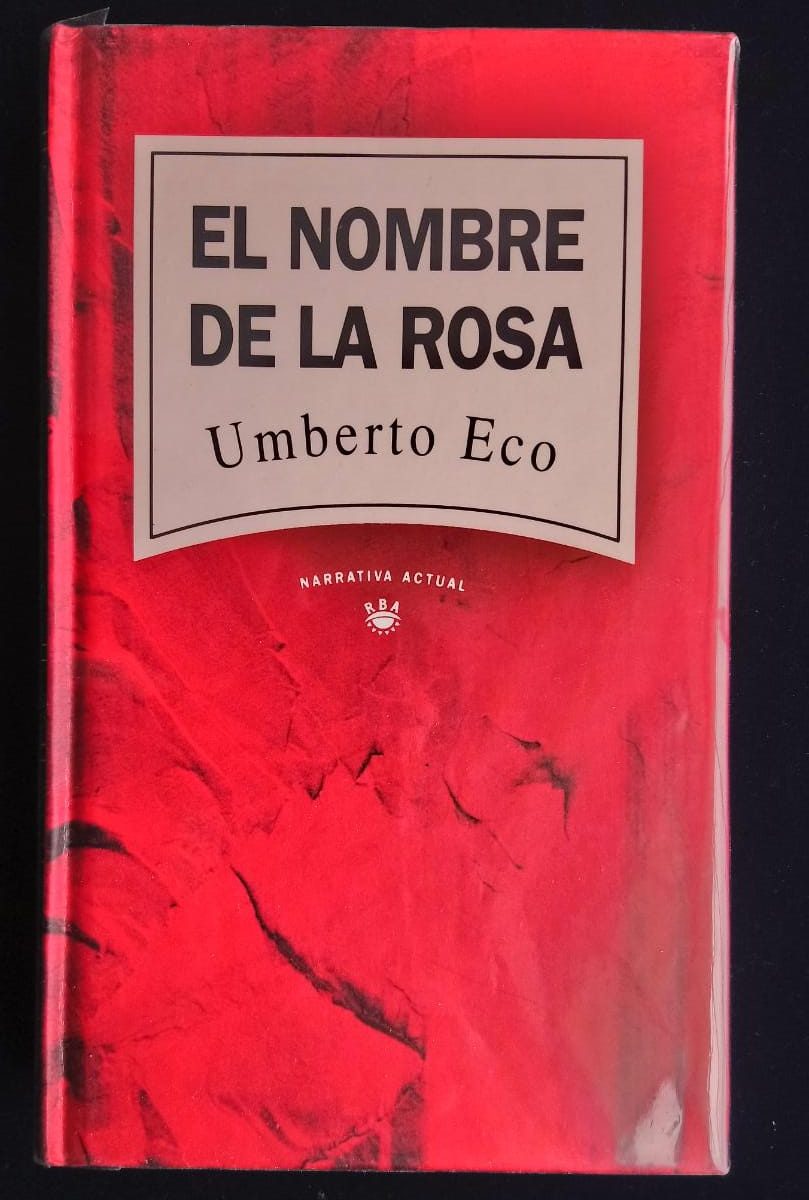 EL NOMBRE
DE LA ROSA
Umberto Eco
NARRATIVA ACTUAL
RBA